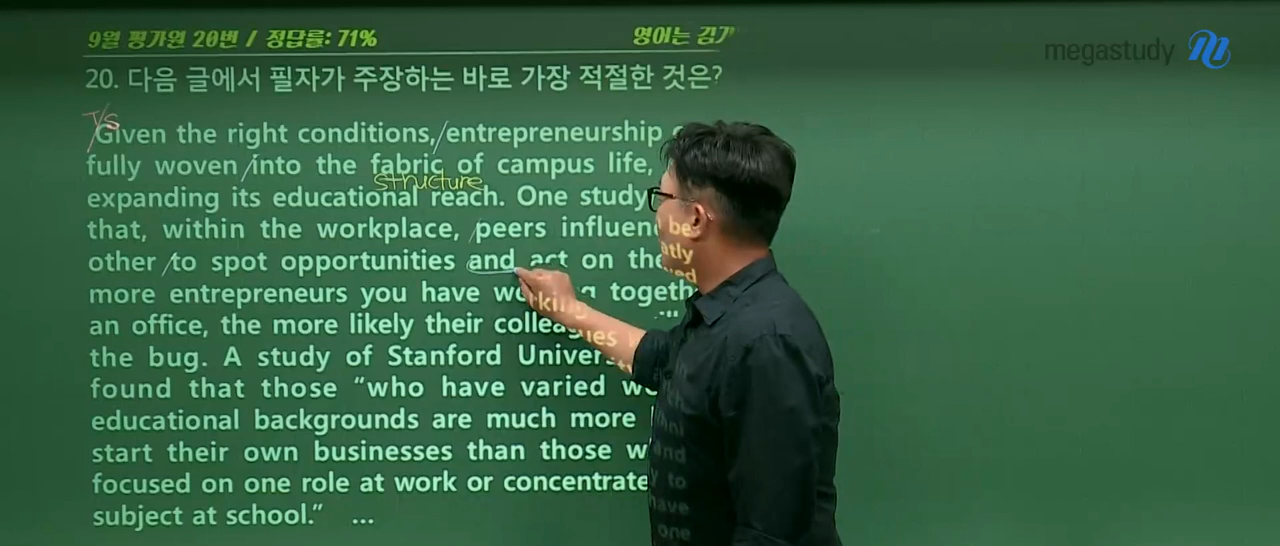 9월 평가원 20번 / 정답률: 71%
영어는 김기
megastudy
20. 다음 글에서 필자가 주장하는 바로 가장 적절한 것은?
T/S
Given the right conditions, entrepreneurship
fully woven into the fabric of campus life,
structure
expanding its educational reach. One study
that, within the workplace, peers
other to spot opportunities and act on
more entrepreneurs you have
an office, the more likely their
the bug. A study of Stanford
found that those “who have varied
educational backgrounds are much more
start their own businesses than those
focused on one role at work or concentrate
subject at school.” ...